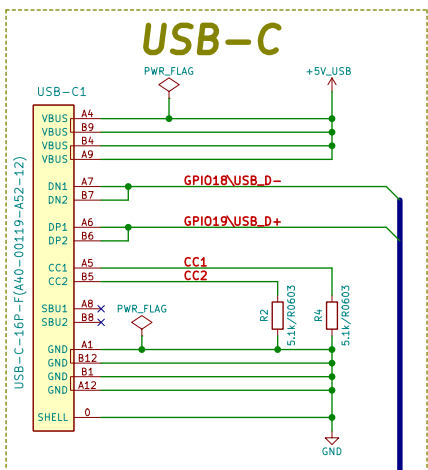 USB-C
PWR_FLAG
+5V_USB
USB-C1
VBUS A4
VBUS B9
VBUS B4
VBUS A9
DN1 A7 GPIO18\USB_D-
DN2 B7
DP1 A6 GPIO19\USB_D+
DP2 B6
CC1 A5 CC1
CC2 B5 CC2
SBU1 A8 PWR_FLAG
SBU2 B8
R2 5.1k/R0603
R4 5.1k/R0603
GND A1
GND B12
GND B1
GND A12
SHELL 0
GND
USB-C-16P-F(A40-00119-A52-12)